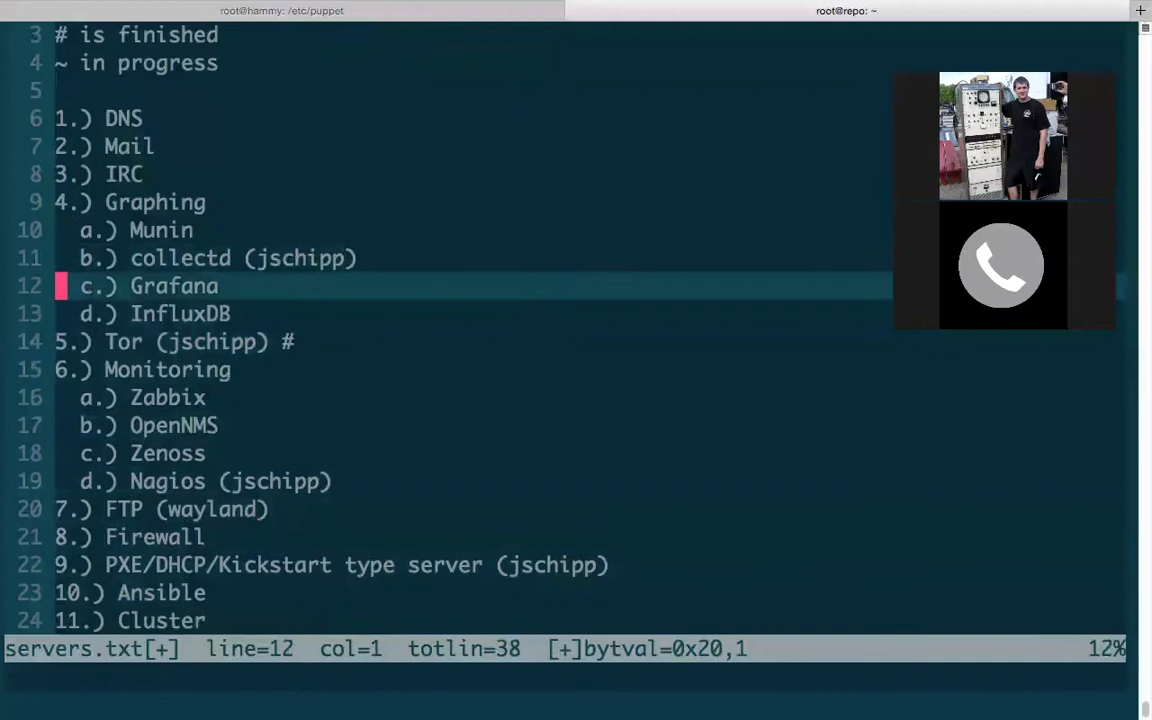 root@hammy: /etc/puppet
root@repo: ~
+
3 # is finished
4 ~ in progress
5
6 1.) DNS
7 2.) Mail
8 3.) IRC
9 4.) Graphing
10 a.) Munin
11 b.) collectd (jschipp)
12 c.) Grafana
13 d.) InfluxDB
14 5.) Tor (jschipp) #
15 6.) Monitoring
16 a.) Zabbix
17 b.) OpenNMS
18 c.) Zenoss
19 d.) Nagios (jschipp)
20 7.) FTP (wayland)
21 8.) Firewall
22 9.) PXE/DHCP/Kickstart type server (jschipp)
23 10.) Ansible
24 11.) Cluster
servers.txt[+] line=12 col=1 totlin=38 [+]bytval=0x20,1 12%